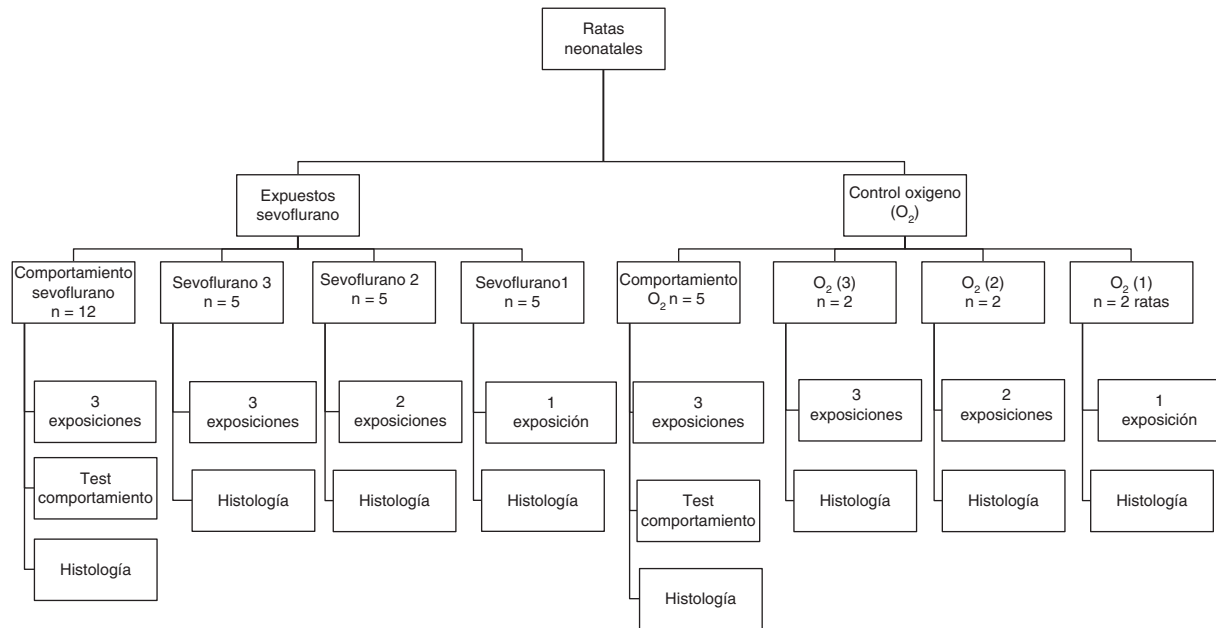 Ratas
neonatales
Expuestos
sevoflurano
Control oxigeno
(O₂)
Comportamiento
sevoflurano
n = 12
Sevoflurano 3
n = 5
Sevoflurano 2
n = 5
Sevoflurano1
n = 5
Comportamiento
O₂ n = 5
O₂ (3)
n = 2
O₂ (2)
n = 2
O₂ (1)
n = 2 ratas
3
exposiciones
3
exposiciones
2
exposiciones
1
exposición
3
exposiciones
3
exposiciones
2
exposiciones
1
exposición
Test
comportamiento
Histología
Histología
Histología
Test
comportamiento
Histología
Histología
Histología
Histología
Histología